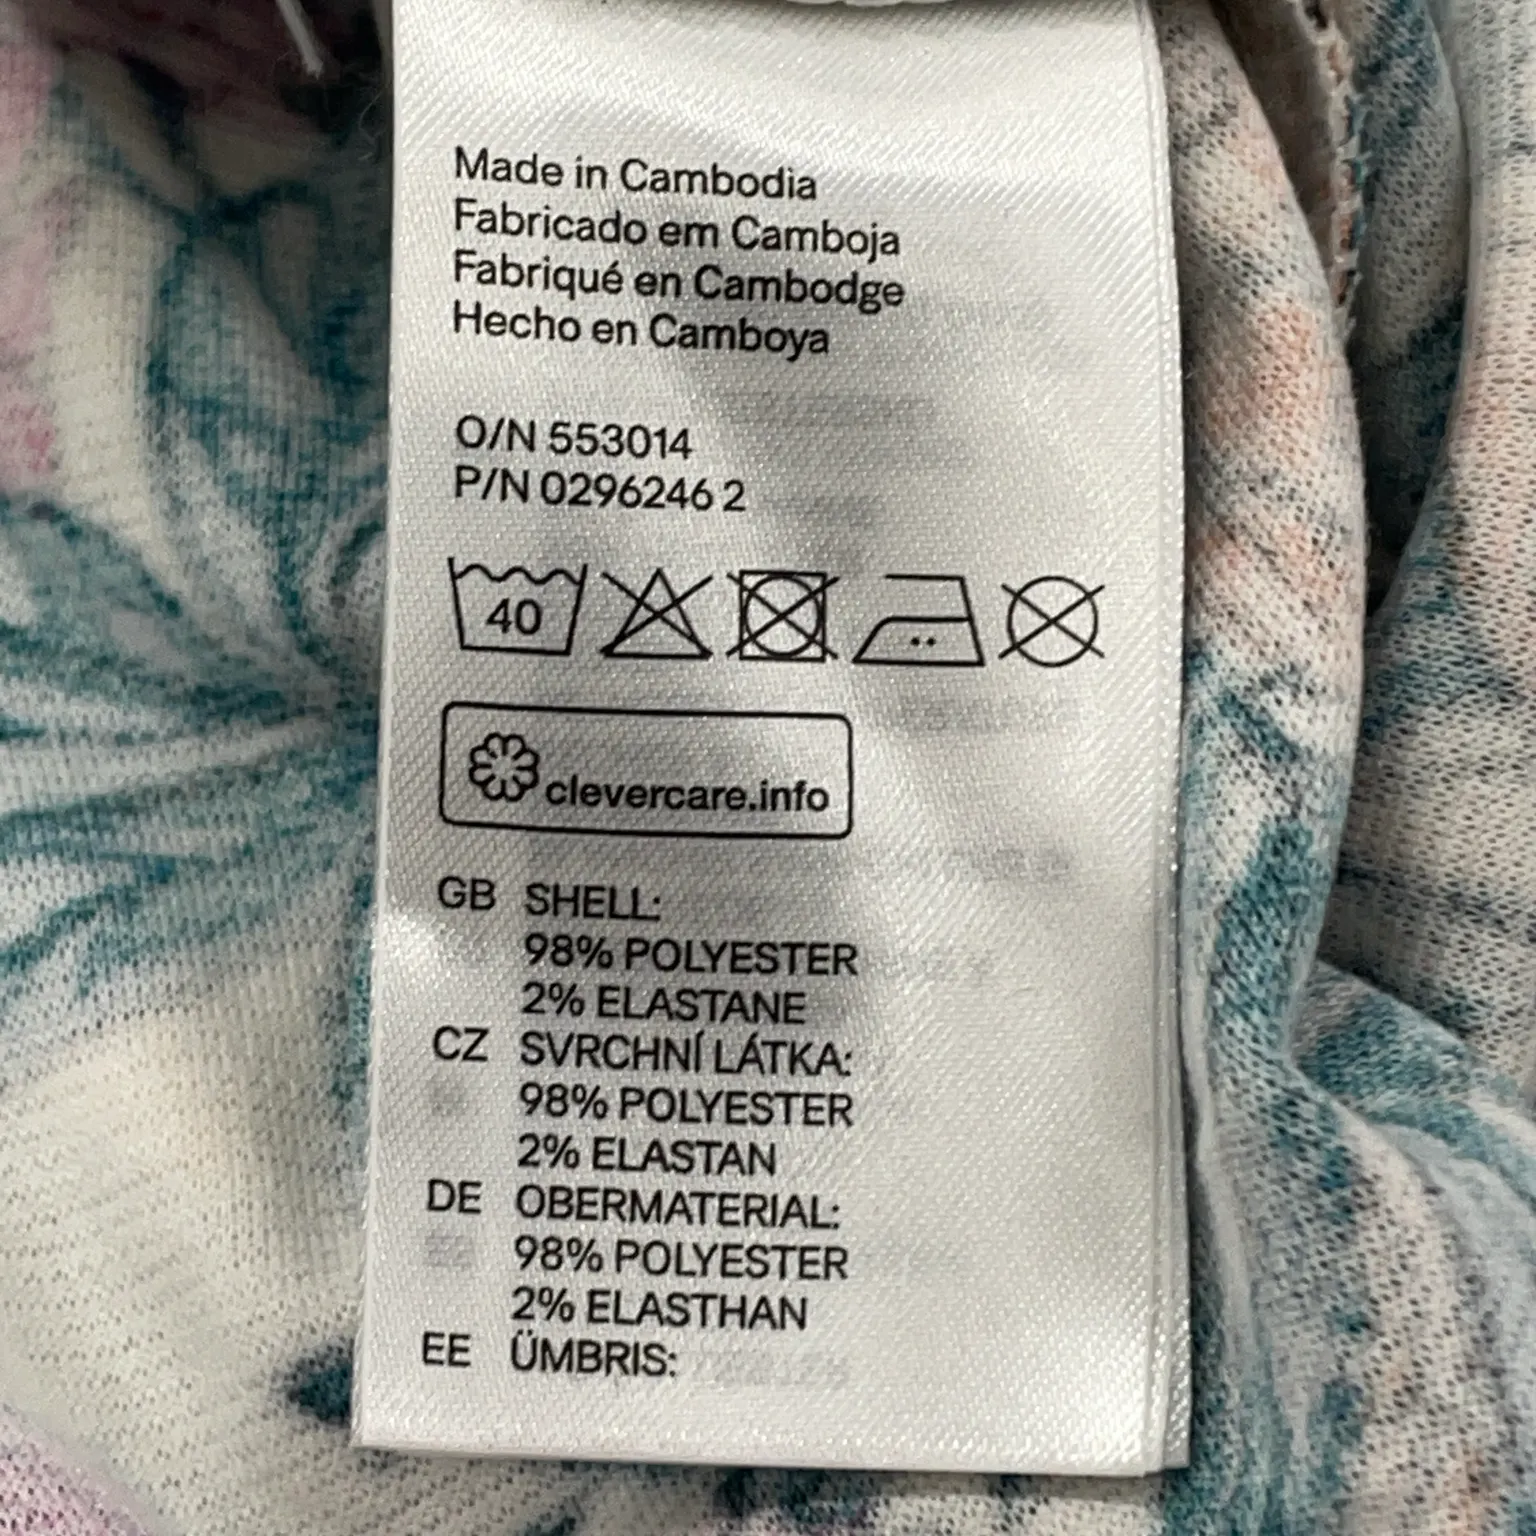 Made in Cambodia
Fabricado em Camboja
Fabriqué en Cambodge
Hecho en Camboya
O/N 553014
P/N 0296246 2
40
clevercare.info
GB SHELL:
98% POLYESTER
2% ELASTANE
CZ SVRCHNÍ LÁTKA:
98% POLYESTER
2% ELASTAN
DE OBERMATERIAL:
98% POLYESTER
2% ELASTHAN
EE ÜMBRIS: